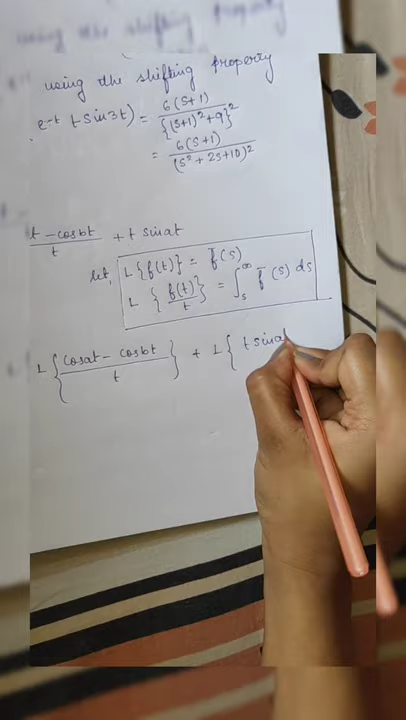 using the shifting property
e^-t t sin3t) = 6(s+1) / {(s+1)^2+9}^2
= 6(s+1) / (s^2+2s+10)^2
t - cosbt / t + t sinat
let, L{f(t)} = f̄(s)
L {f(t)/t} = ∫_s^∞ f̄(s) ds
L {cosat - cosbt / t} + L { t sinat